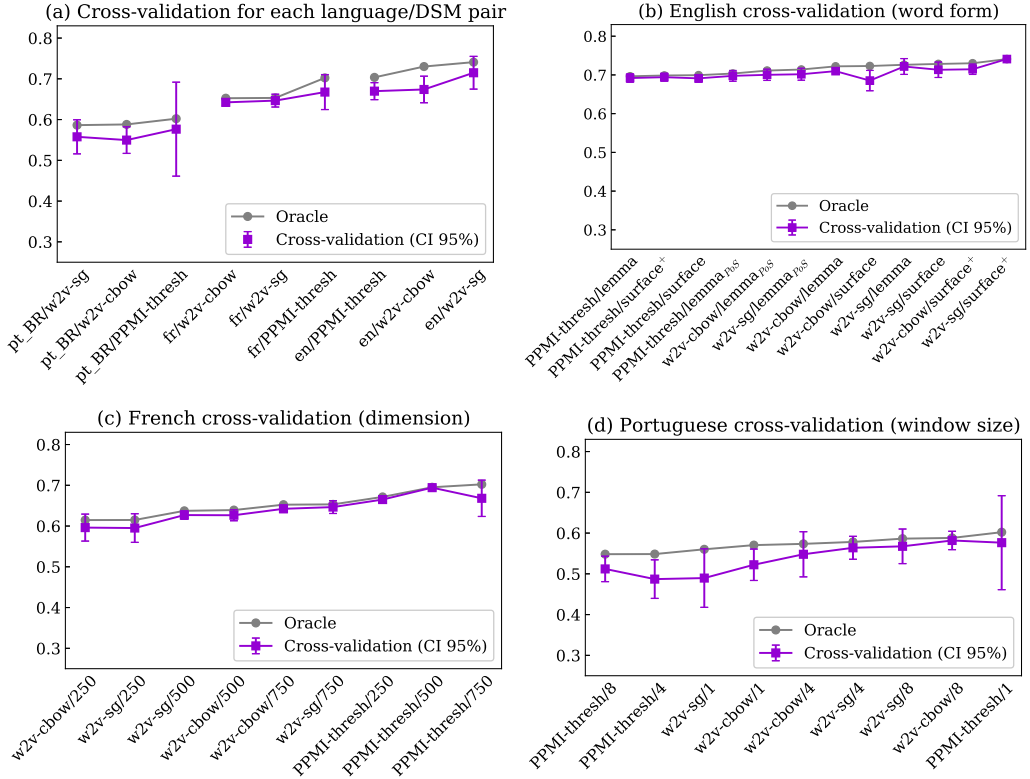 (a) Cross-validation for each language/DSM pair
0.8
0.7
0.6
0.5
0.4
0.3
Oracle
Cross-validation (CI 95%)
pt_BR/w2v-sg
pt_BR/w2v-cbow
pt_BR/PPMI-thresh
fr/w2v-cbow
fr/w2v-sg
fr/PPMI-thresh
en/PPMI-thresh
en/w2v-cbow
en/w2v-sg
(b) English cross-validation (word form)
0.8
0.7
0.6
0.5
0.4
0.3
Oracle
Cross-validation (CI 95%)
PPMI-thresh/lemma
PPMI-thresh/surface⁺
PPMI-thresh/surface
PPMI-thresh/lemma_PoS
w2v-cbow/lemma_PoS
w2v-sg/lemma_PoS
w2v-cbow/lemma
w2v-cbow/surface
w2v-sg/lemma
w2v-sg/surface
w2v-cbow/surface⁺
w2v-sg/surface⁺
(c) French cross-validation (dimension)
0.8
0.7
0.6
0.5
0.4
0.3
Oracle
Cross-validation (CI 95%)
w2v-cbow/250
w2v-sg/250
w2v-sg/500
w2v-cbow/500
w2v-cbow/750
w2v-sg/750
PPMI-thresh/250
PPMI-thresh/500
PPMI-thresh/750
(d) Portuguese cross-validation (window size)
0.8
0.7
0.6
0.5
0.4
0.3
Oracle
Cross-validation (CI 95%)
PPMI-thresh/8
PPMI-thresh/4
w2v-sg/1
w2v-cbow/1
w2v-cbow/4
w2v-sg/4
w2v-sg/8
w2v-cbow/8
PPMI-thresh/1